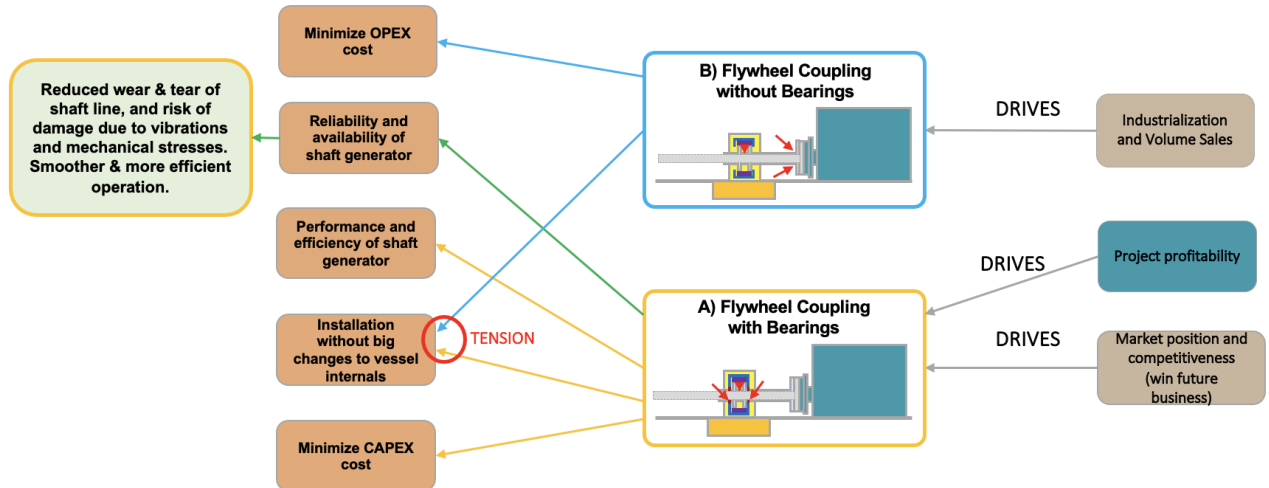 Minimize OPEX
cost
Reduced wear & tear of
shaft line, and risk of
damage due to vibrations
and mechanical stresses.
Smoother & more efficient
operation.
Reliability and
availability of
shaft generator
Performance and
efficiency of shaft
generator
Installation
without big
changes to vessel
internals
TENSION
Minimize CAPEX
cost
B) Flywheel Coupling
without Bearings
A) Flywheel Coupling
with Bearings
DRIVES
Industrialization
and Volume Sales
DRIVES
Project profitability
DRIVES
Market position and
competitiveness
(win future
business)